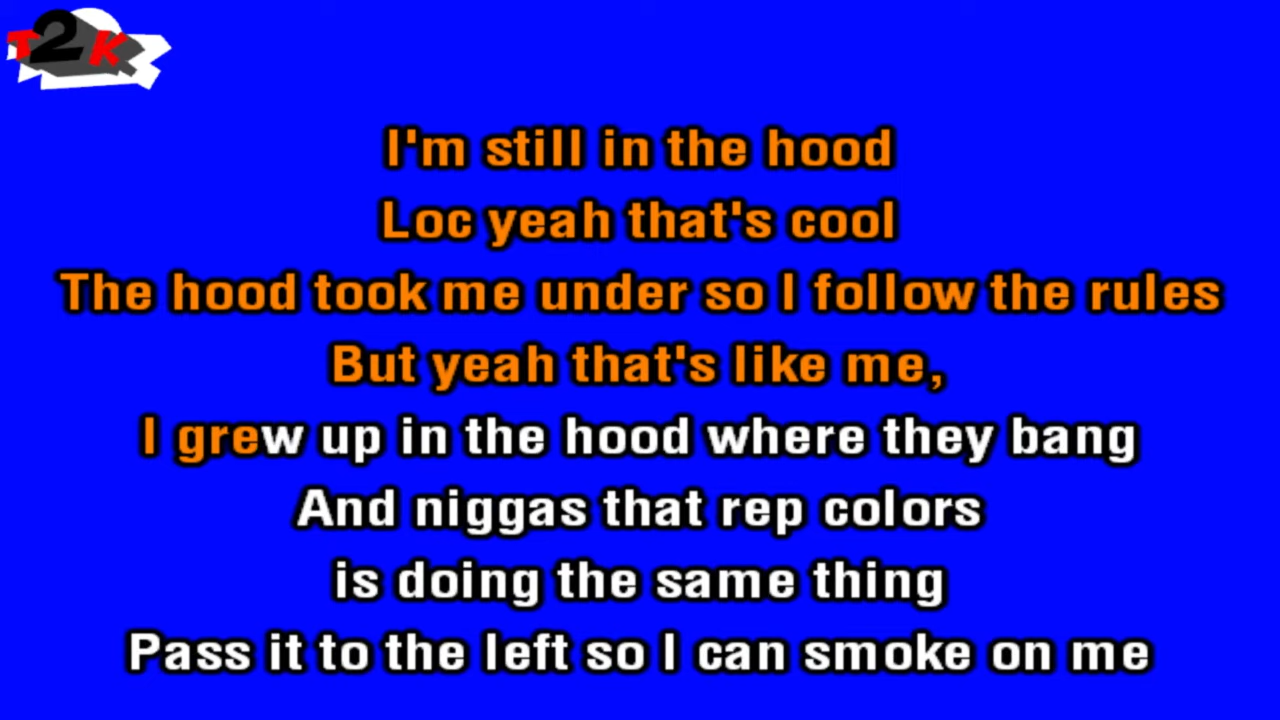 T2K
I'm still in the hood
Loc yeah that's cool
The hood took me under so I follow the rules
But yeah that's like me,
I grew up in the hood where they bang
And niggas that rep colors
is doing the same thing
Pass it to the left so I can smoke on me